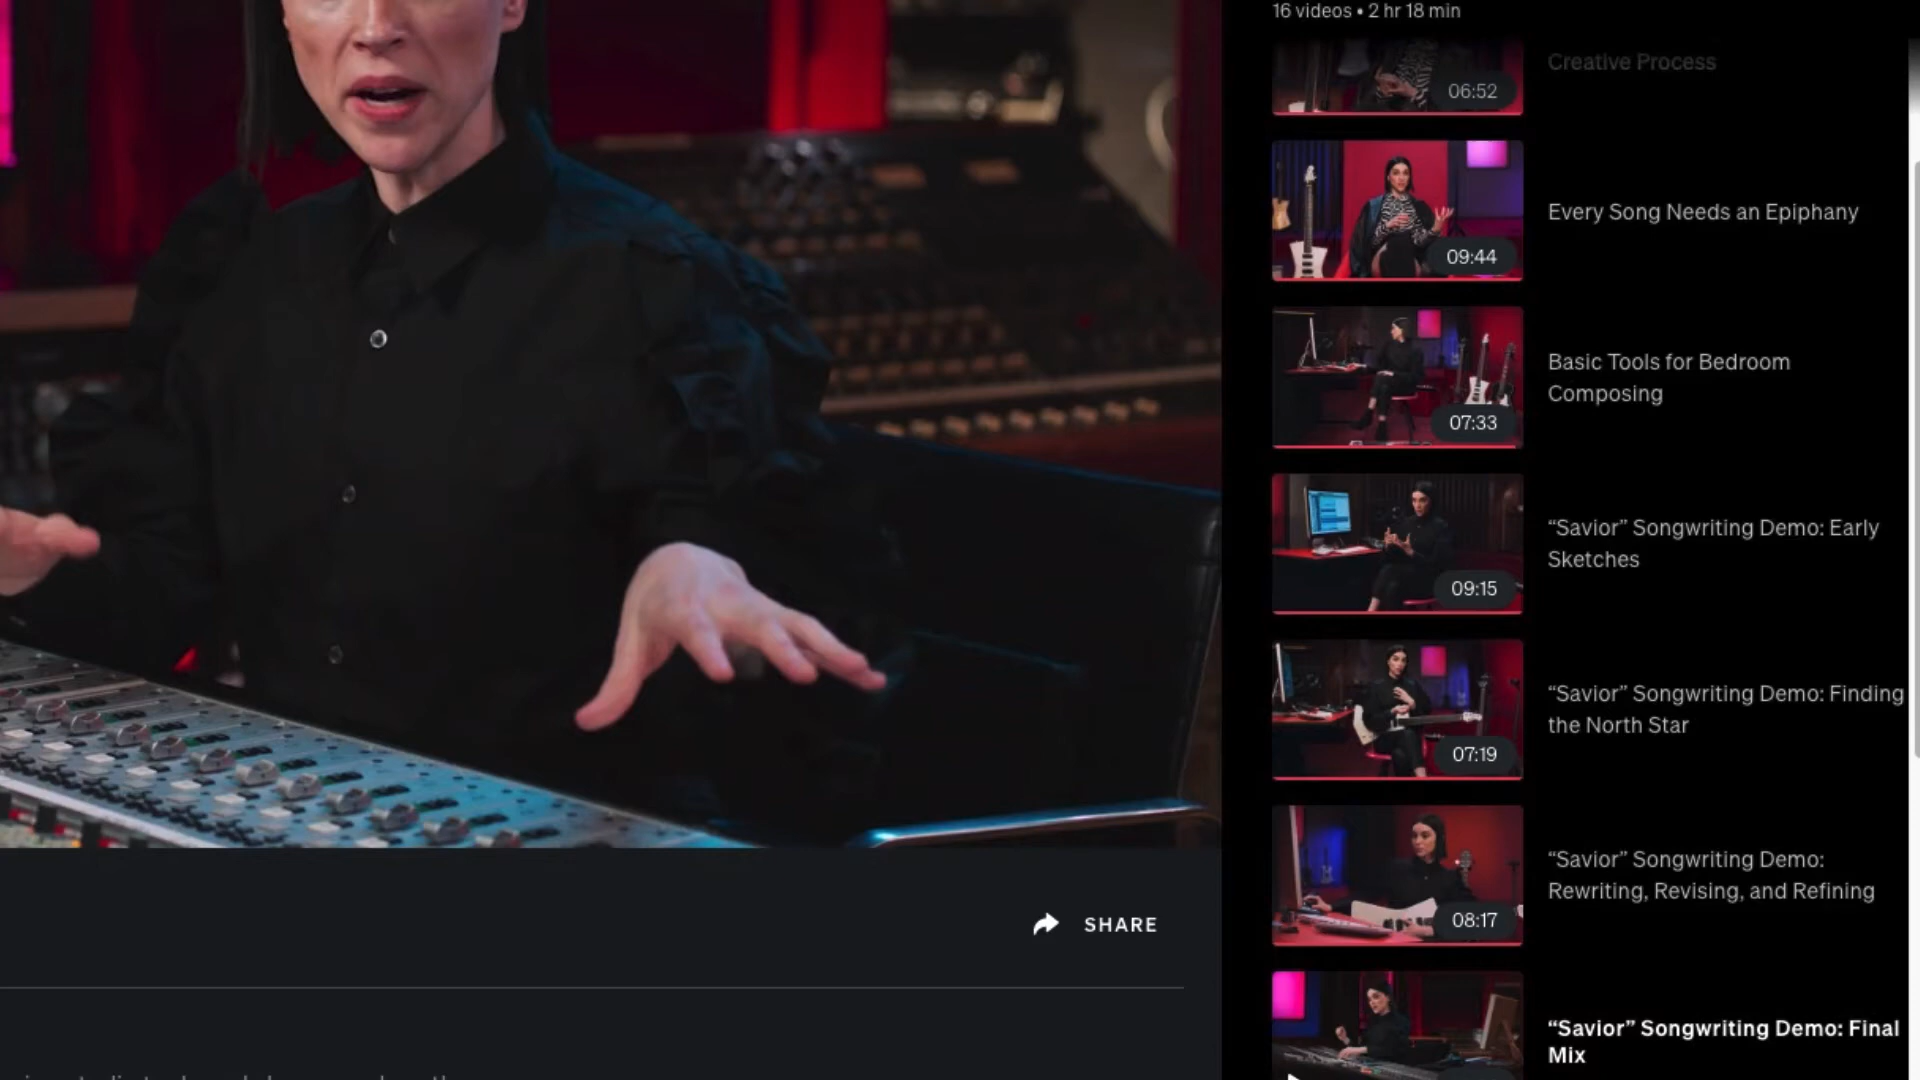 16 videos • 2 hr 18 min
Creative Process
06:52
Every Song Needs an Epiphany
09:44
Basic Tools for Bedroom
Composing
07:33
“Savior” Songwriting Demo: Early
Sketches
09:15
“Savior” Songwriting Demo: Finding
the North Star
07:19
“Savior” Songwriting Demo:
Rewriting, Revising, and Refining
08:17
“Savior” Songwriting Demo: Final
Mix
SHARE